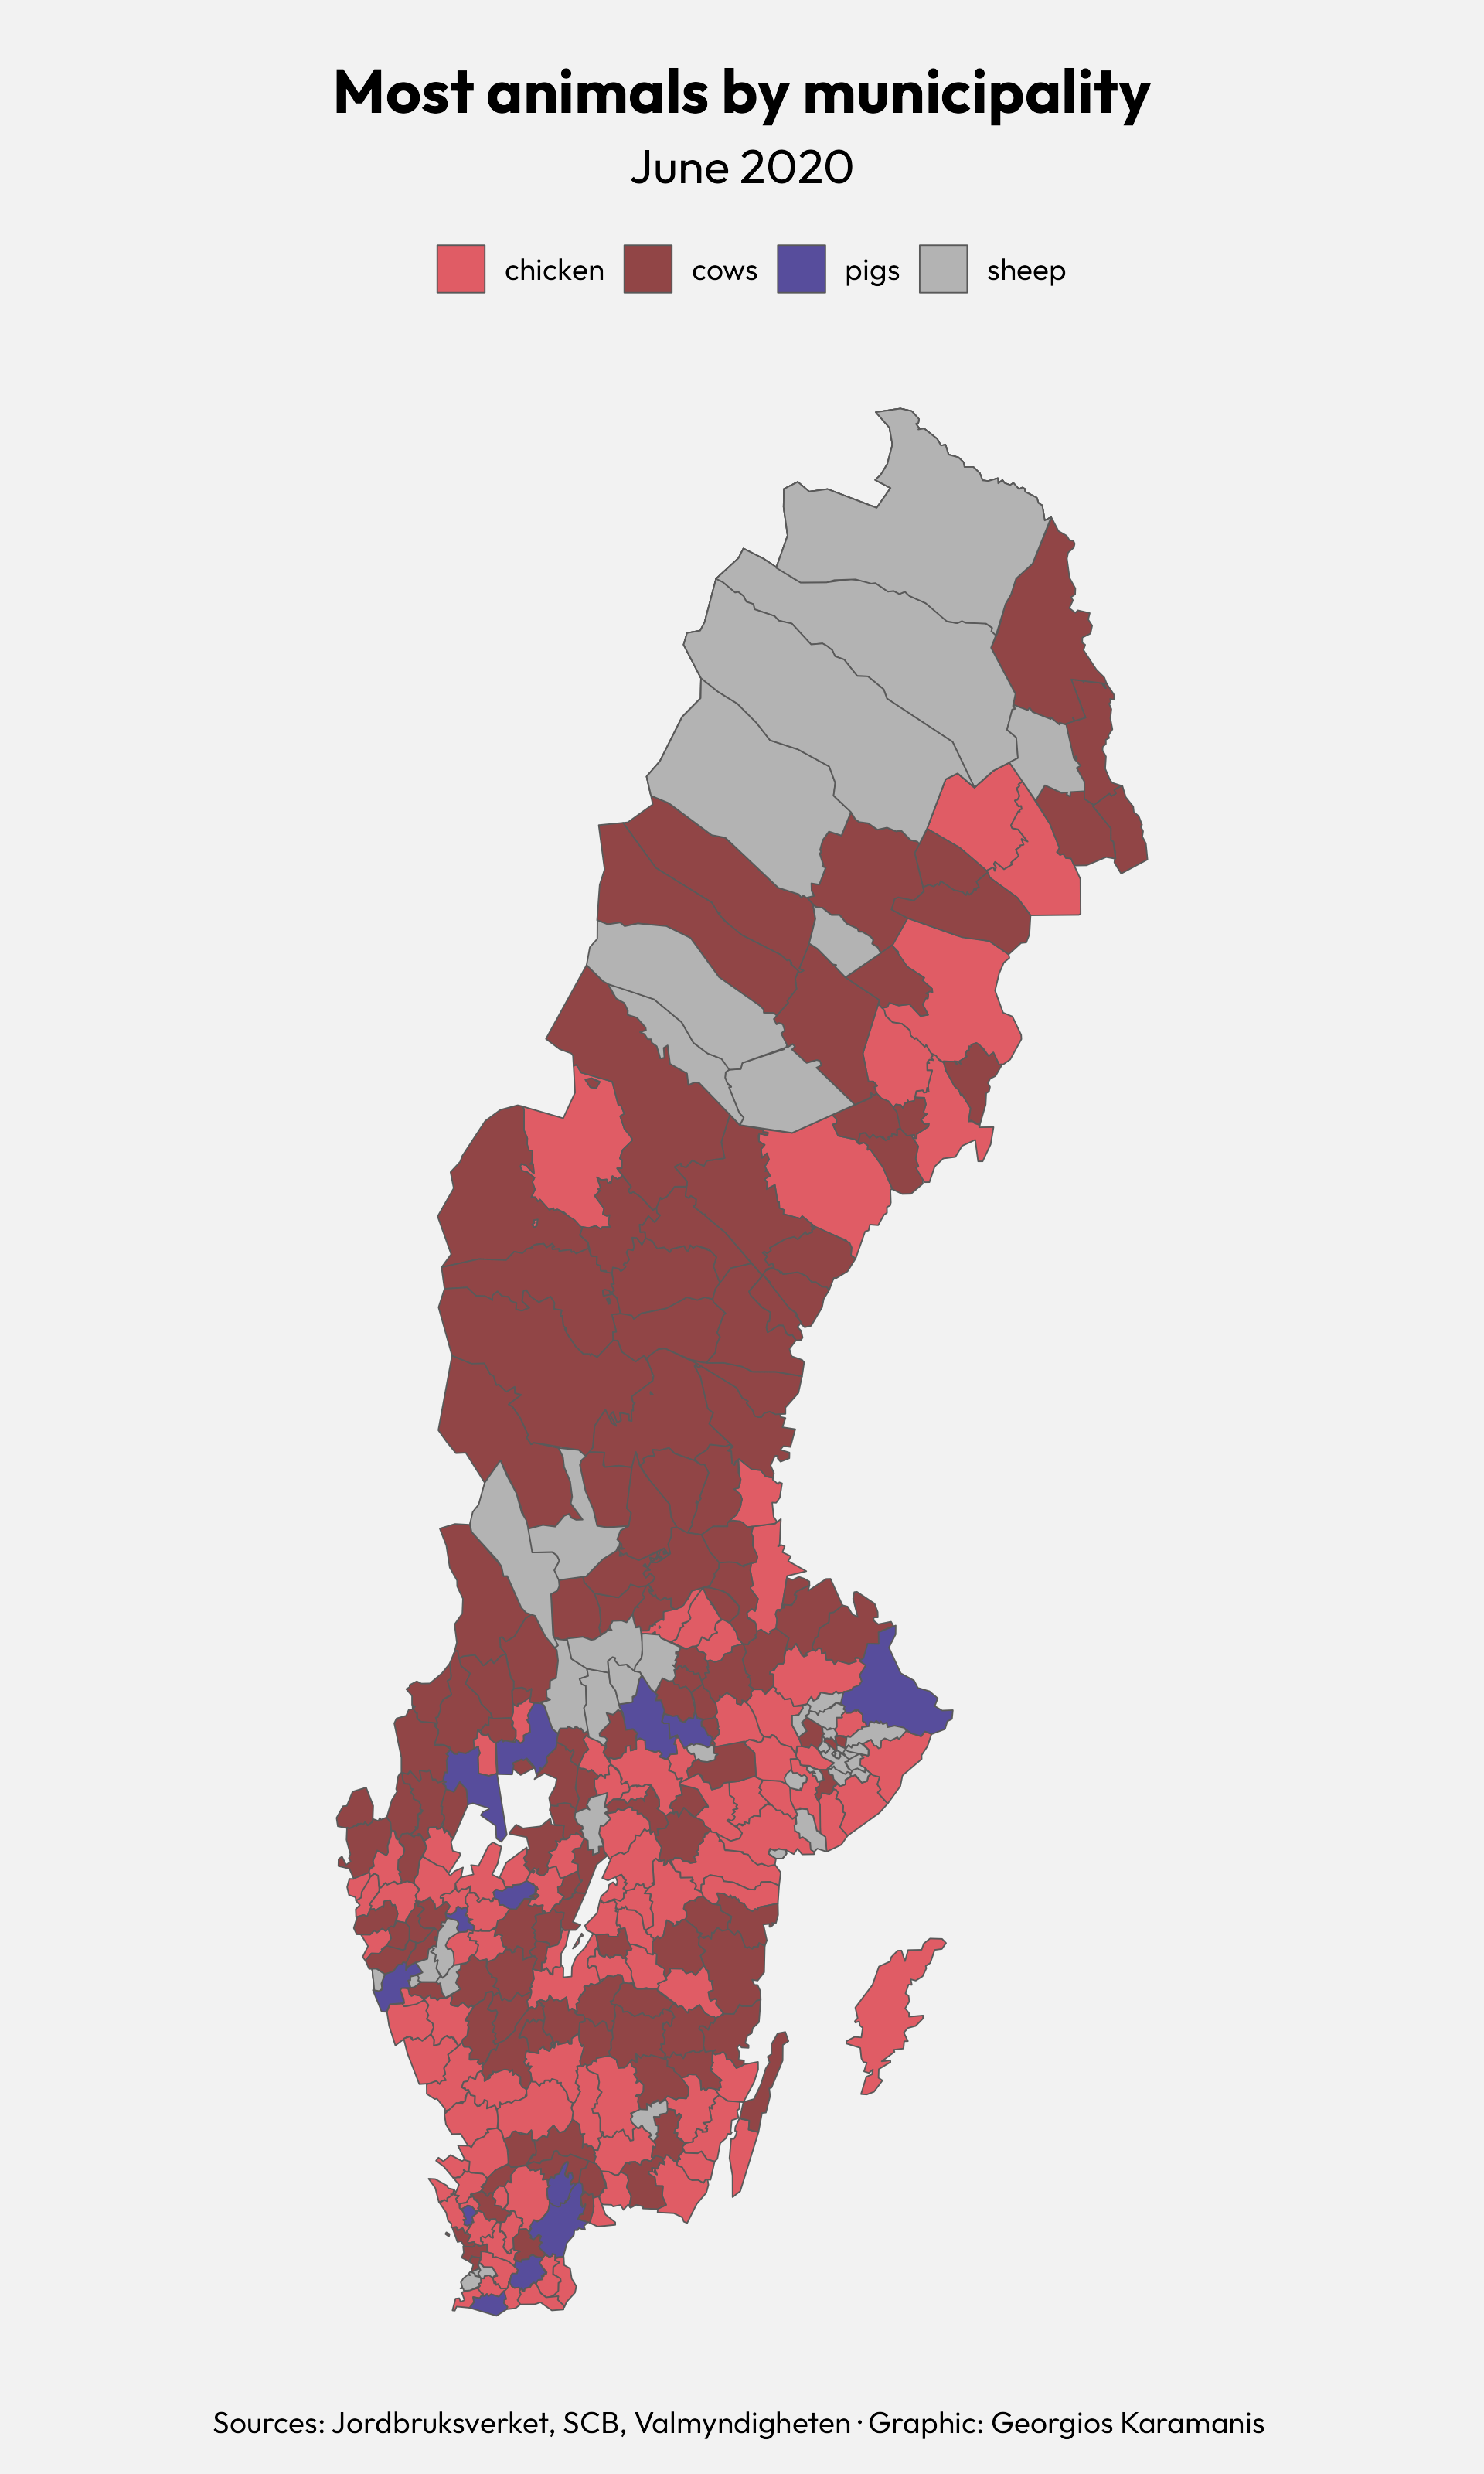 Most animals by municipality
June 2020
chicken cows pigs sheep
Sources: Jordbruksverket, SCB, Valmyndigheten · Graphic: Georgios Karamanis